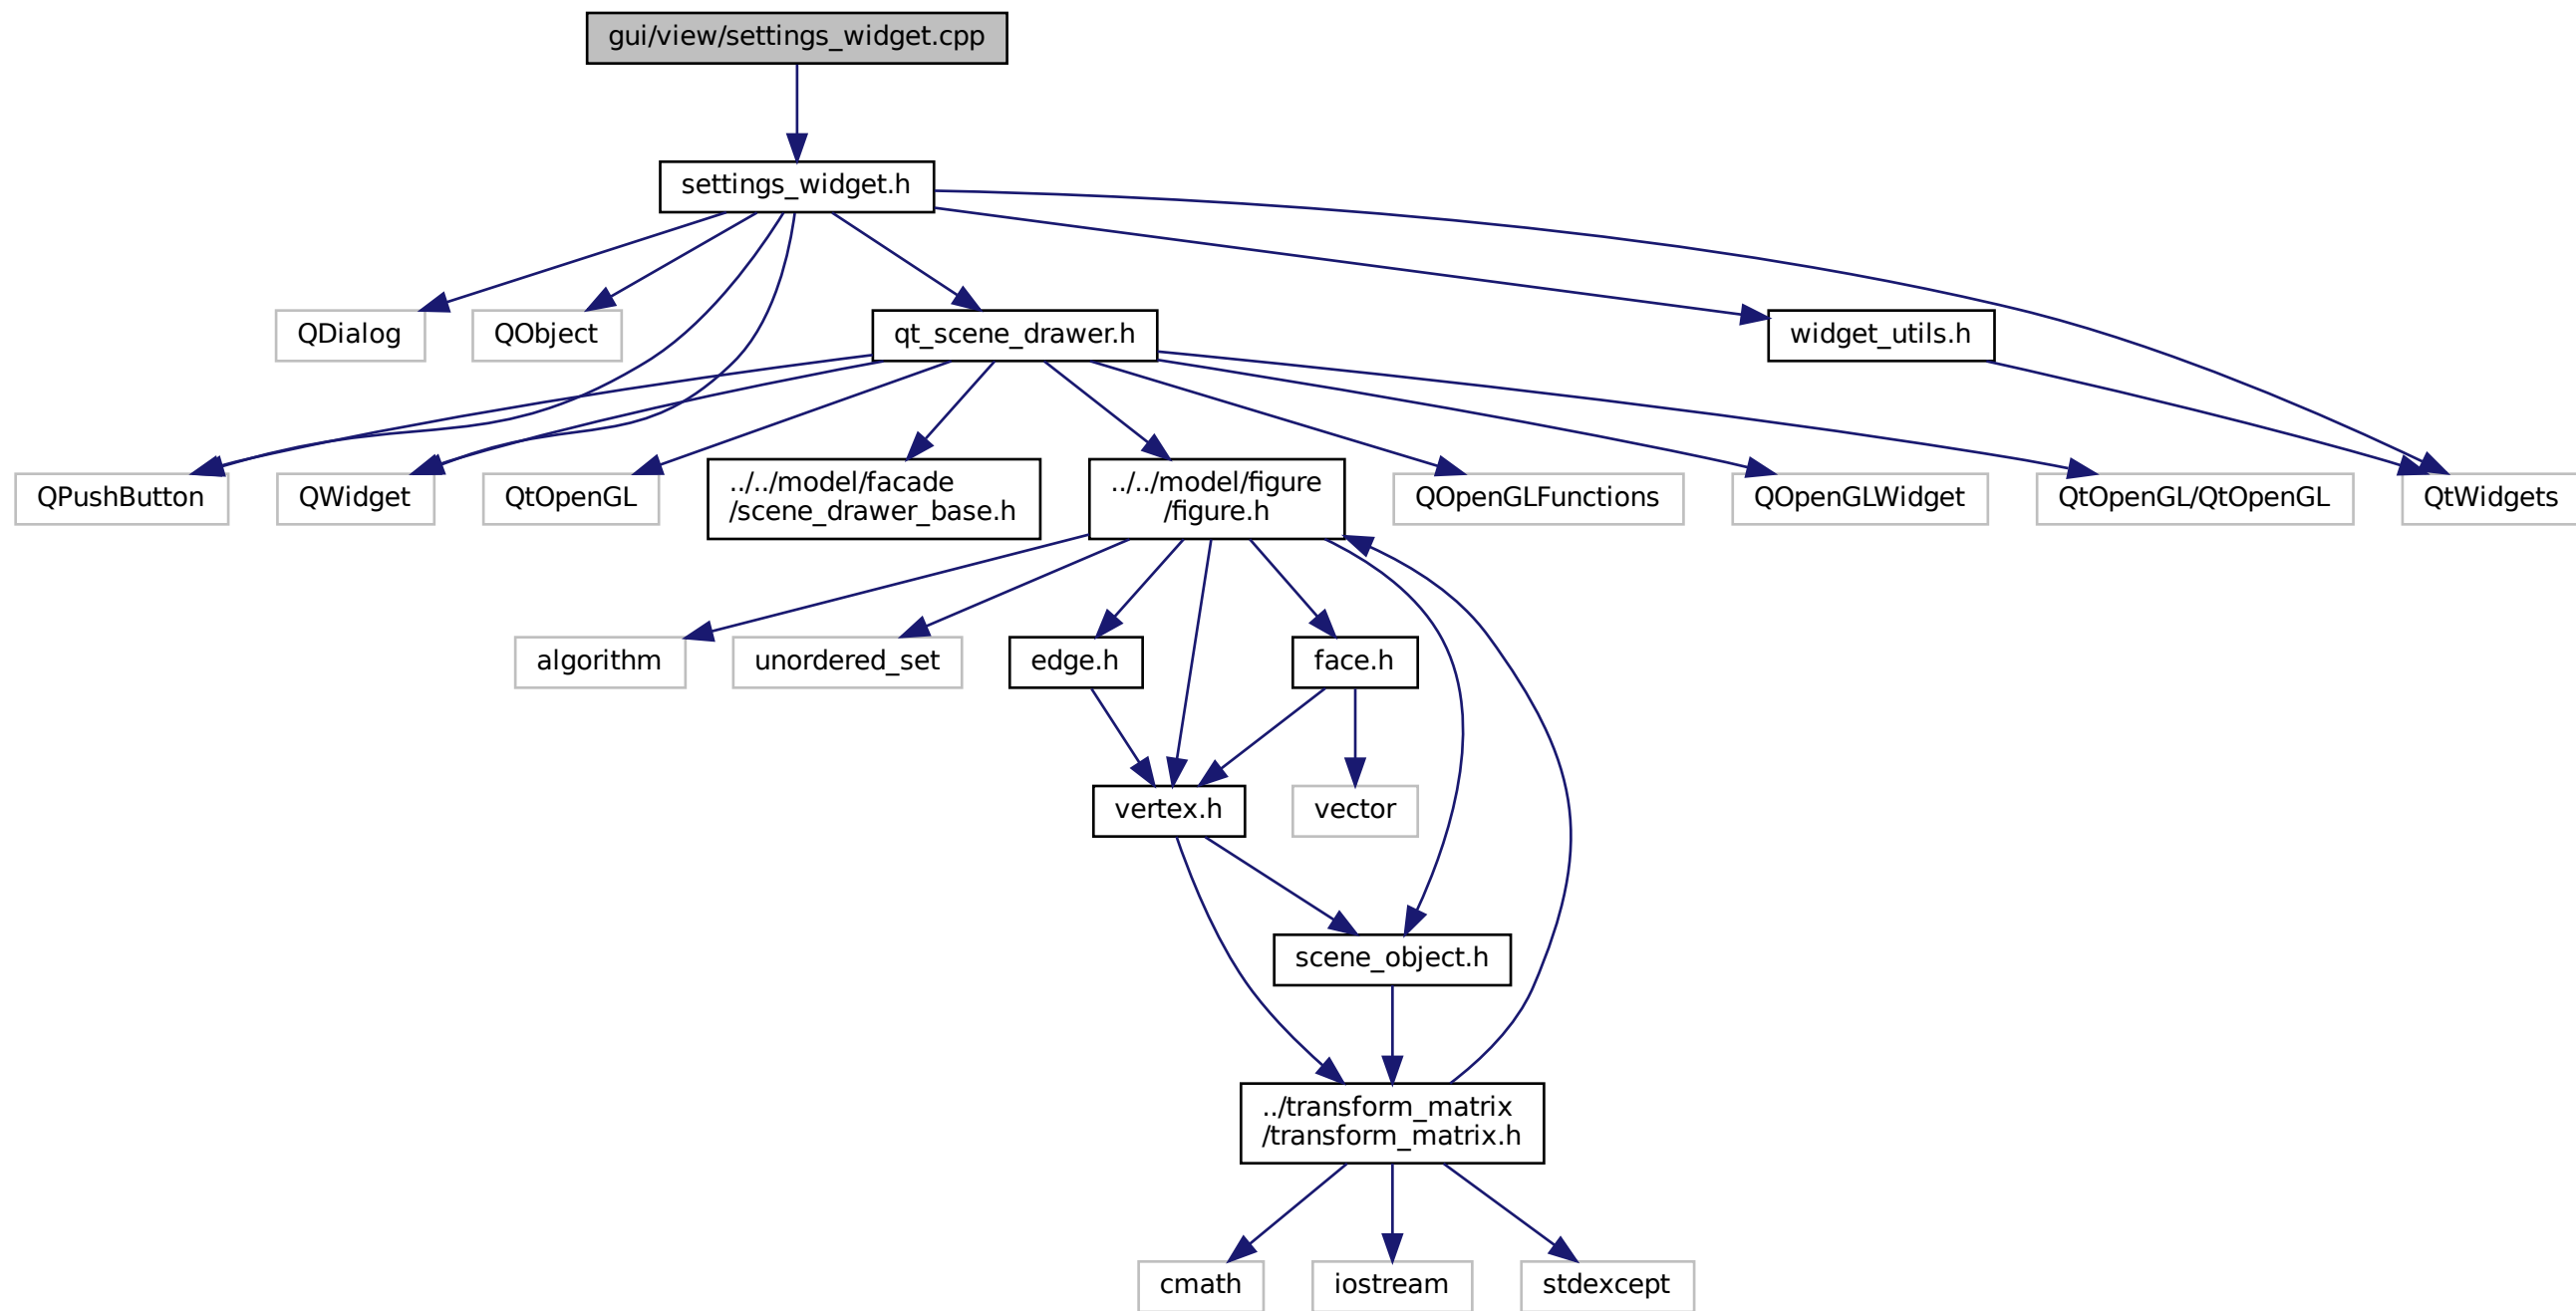 gui/view/settings_widget.cpp
settings_widget.h
QDialog
QObject
qt_scene_drawer.h
widget_utils.h
QPushButton
QWidget
QtOpenGL
../../model/facade
/scene_drawer_base.h
../../model/figure
/figure.h
QOpenGLFunctions
QOpenGLWidget
QtOpenGL/QtOpenGL
QtWidgets
algorithm
unordered_set
edge.h
face.h
vertex.h
vector
scene_object.h
../transform_matrix
/transform_matrix.h
cmath
iostream
stdexcept